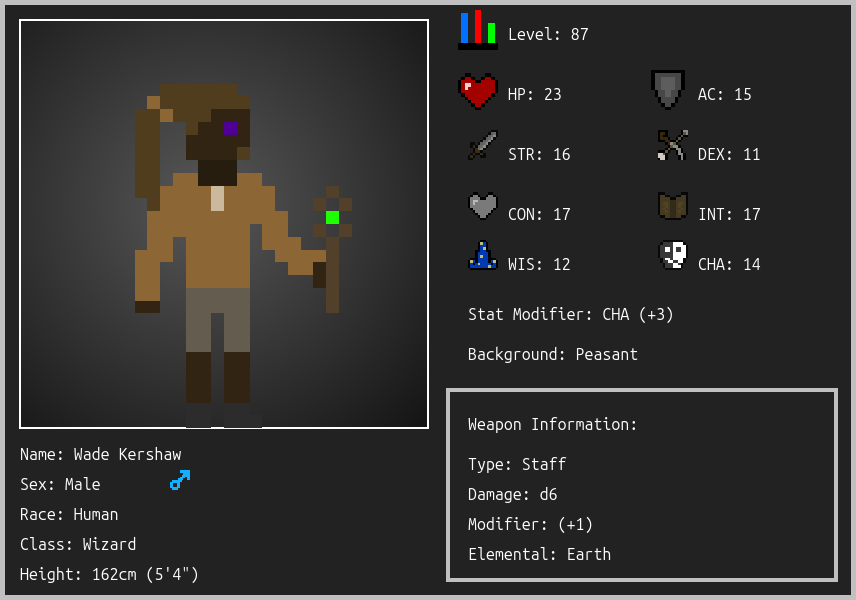 Level: 87
HP: 23
AC: 15
STR: 16
DEX: 11
CON: 17
INT: 17
WIS: 12
CHA: 14
Stat Modifier: CHA (+3)
Background: Peasant
Weapon Information:
Type: Staff
Damage: d6
Modifier: (+1)
Elemental: Earth
Name: Wade Kershaw
Sex: Male
Race: Human
Class: Wizard
Height: 162cm (5'4")